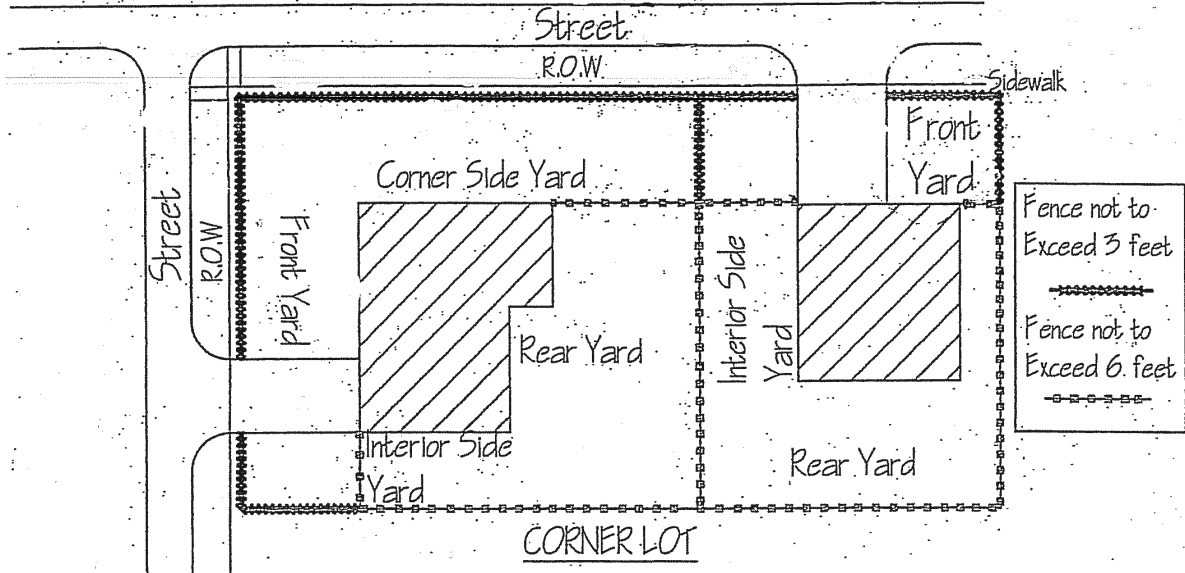 Street
R.O.W.
Sidewalk
Front
Yard
Corner Side Yard
Street
R.O.W
Front Yard
Interior Side
Yard
Rear Yard
Fence not to
Exceed 3 feet
Fence not to
Exceed 6 feet
Interior Side
Yard
Rear Yard
CORNER LOT